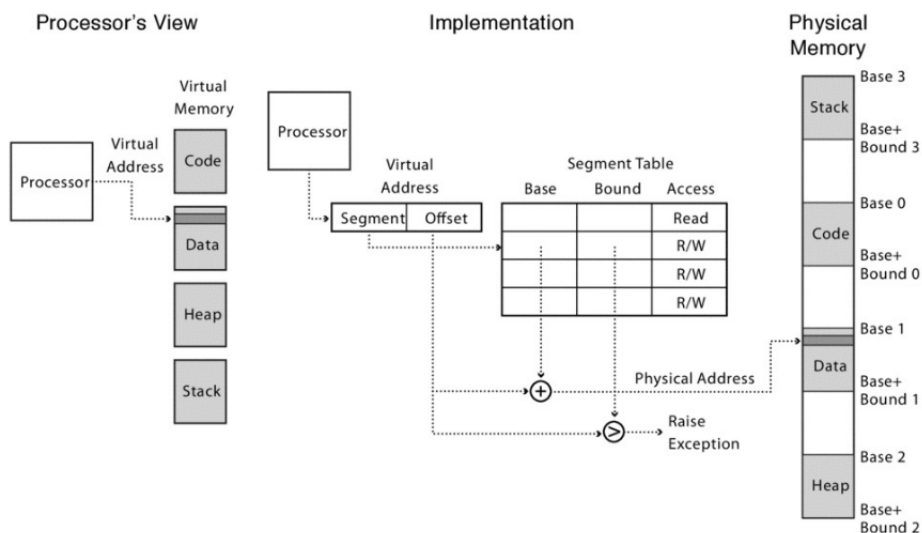 Processor's View
Virtual
Memory
Virtual
Address
Processor
Code
Data
Heap
Stack
Implementation
Processor
Virtual
Address
Segment Offset
Segment Table
Base Bound Access
Read
R/W
R/W
R/W
+
Physical Address
>
Raise
Exception
Physical
Memory
Base 3
Stack
Base+
Bound 3
Base 0
Code
Base+
Bound 0
Base 1
Data
Base+
Bound 1
Base 2
Heap
Base+
Bound 2